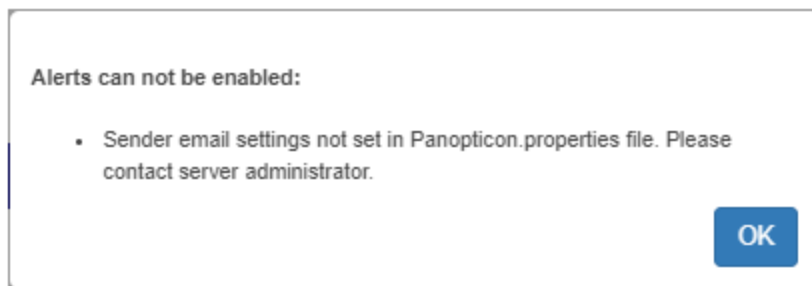 Alerts can not be enabled:
• Sender email settings not set in Panopticon.properties file. Please
contact server administrator.
OK